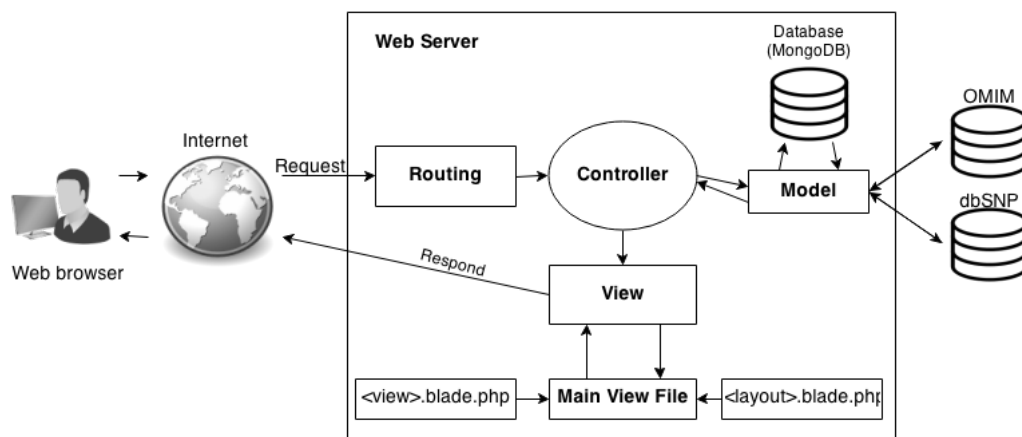 Web Server
Database
(MongoDB)
OMIM
Internet
Request
Routing
Controller
Model
dbSNP
Web browser
Respond
View
<view>.blade.php
Main View File
<layout>.blade.php